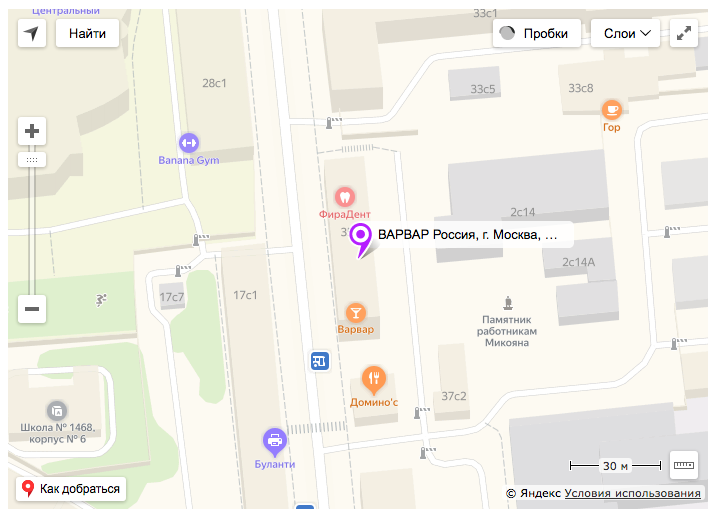 Центральный
Найти
Пробки
Слои
33с1
28с1
33с5
33с8
Гор
Banana Gym
ФираДент
2с14
ВАРВАР Россия, г. Москва, ...
2с14А
17с7
17с1
Варвар
Памятник
работникам
Микояна
Домино'с
37с2
Школа № 1468,
корпус № 6
Буланти
30 м
Как добраться
© Яндекс Условия использования